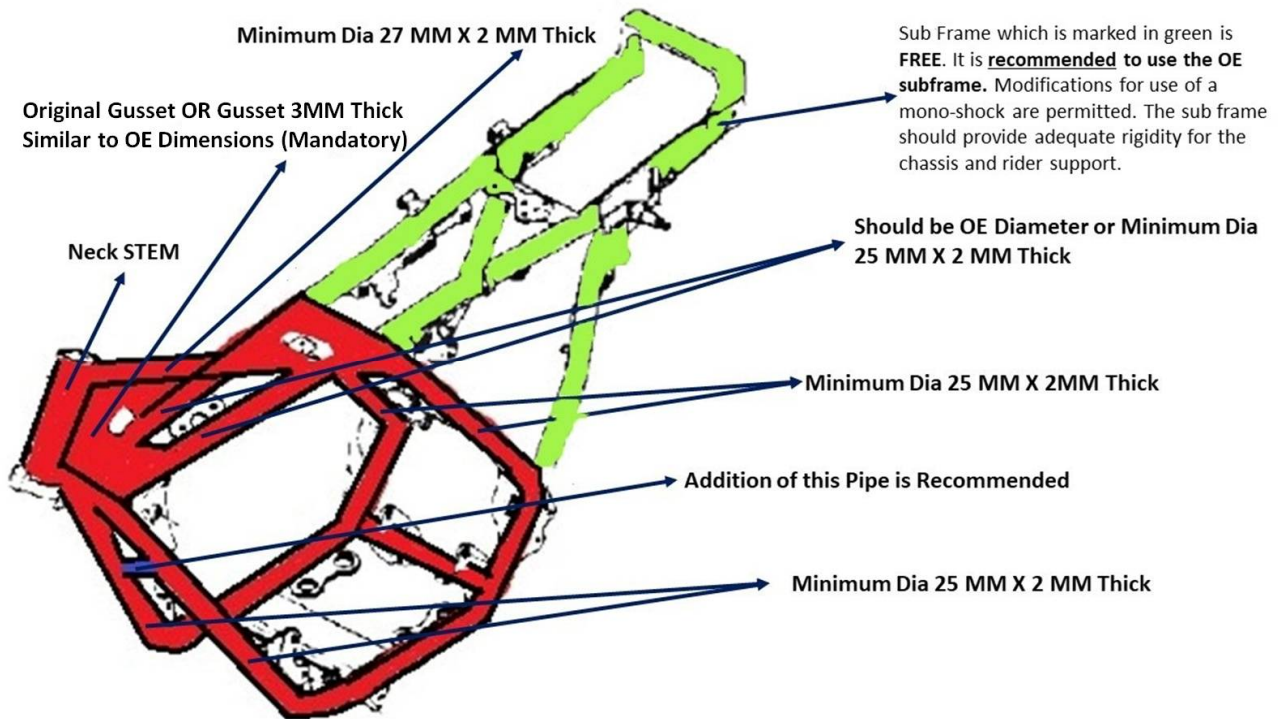 Minimum Dia 27 MM X 2 MM Thick
Original Gusset OR Gusset 3MM Thick
Similar to OE Dimensions (Mandatory)
Neck STEM
Sub Frame which is marked in green is
FREE. It is recommended to use the OE
subframe. Modifications for use of a
mono-shock are permitted. The sub frame
should provide adequate rigidity for the
chassis and rider support.
Should be OE Diameter or Minimum Dia
25 MM X 2 MM Thick
Minimum Dia 25 MM X 2MM Thick
Addition of this Pipe is Recommended
Minimum Dia 25 MM X 2 MM Thick